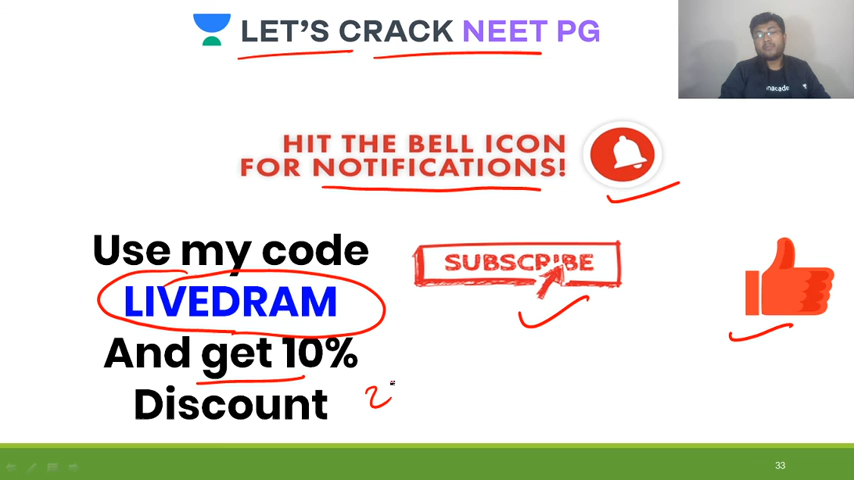 LET'S CRACK NEET PG
HIT THE BELL ICON
FOR NOTIFICATIONS!
Use my code
LIVEDRAM
And get 10%
Discount
SUBSCRIBE
2
33